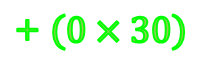 + (0 × 30)